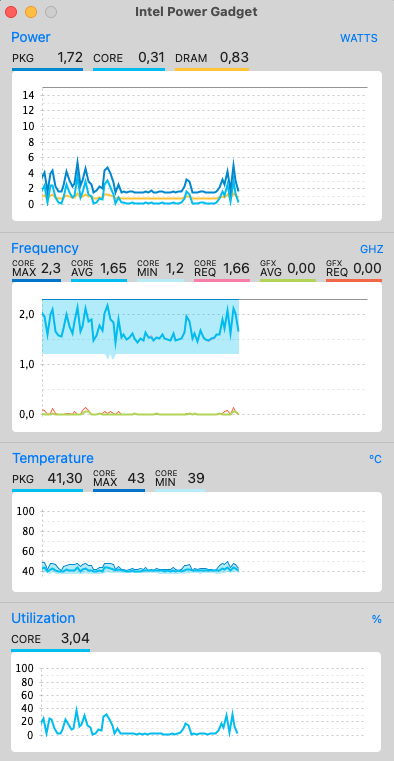 Intel Power Gadget
Power WATTS
PKG 1,72 CORE 0,31 DRAM 0,83
14
12
10
8
6
4
2
0
Frequency GHZ
CORE MAX 2,3 CORE AVG 1,65 CORE MIN 1,2 CORE REQ 1,66 GFX AVG 0,00 GFX REQ 0,00
2,0
1,0
0,0
Temperature °C
PKG 41,30 CORE MAX 43 CORE MIN 39
100
80
60
40
Utilization %
CORE 3,04
100
80
60
40
20
0